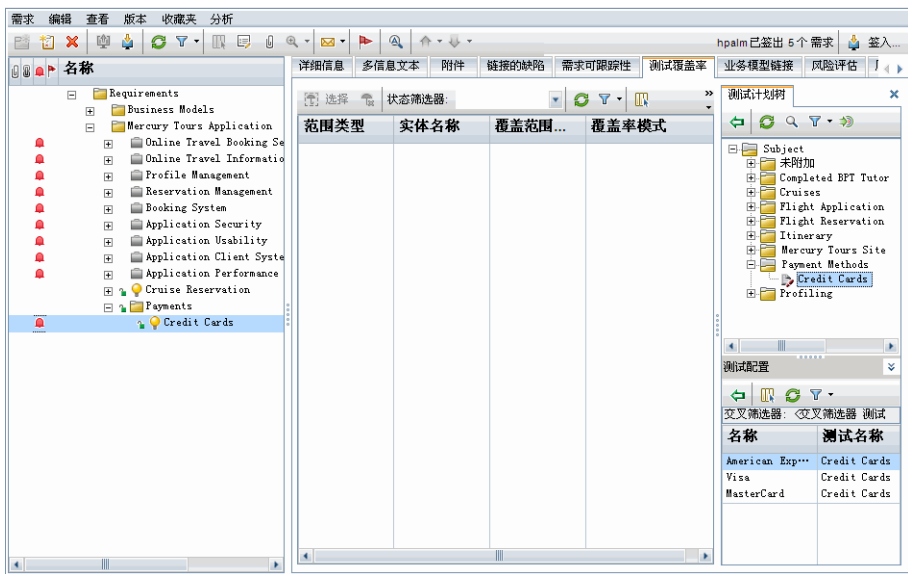 需求 编辑 查看 版本 收藏夹 分析
hpalm已签出 5个 需求 签入...
名称
Requirements
Business Models
Mercury Tours Application
Online Travel Booking Se
Online Travel Informatio
Profile Management
Reservation Management
Booking System
Application Security
Application Usability
Application Client Syste
Application Performance
Cruise Reservation
Payments
Credit Cards
详细信息 多信息文本 附件 链接的缺陷 需求可跟踪性 测试覆盖率 业务模型链接 风险评估
选择 状态筛选器:
范围类型 实体名称 覆盖范围... 覆盖率模式
测试计划树
Subject
未附加
Completed BPT Tutor
Cruises
Flight Application
Flight Reservation
Itinerary
Mercury Tours Site
Payment Methods
Credit Cards
Profiling
测试配置
交叉筛选器: <交叉筛选器 测试
名称 测试名称
American Exp... Credit Cards
Visa Credit Cards
MasterCard Credit Cards